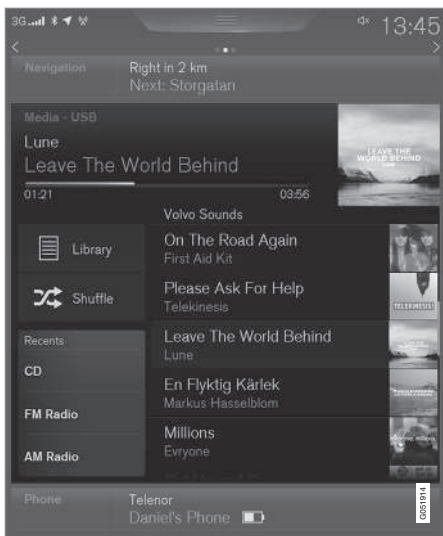 3G
13:45
Navigation
Right in 2 km
Next: Storgatan
Media - USB
Lune
Leave The World Behind
01:21
03:56
LEAVE THE
WORLD BEHIND
Volvo Sounds
Library
Shuffle
On The Road Again
First Aid Kit
Please Ask For Help
Telekinesis
TELEKINESIS!
Leave The World Behind
Lune
En Flyktig Kärlek
Markus Hasselblom
Millions
Evryone
Recents
CD
FM Radio
AM Radio
Phone
Telenor
Daniel's Phone
G051914